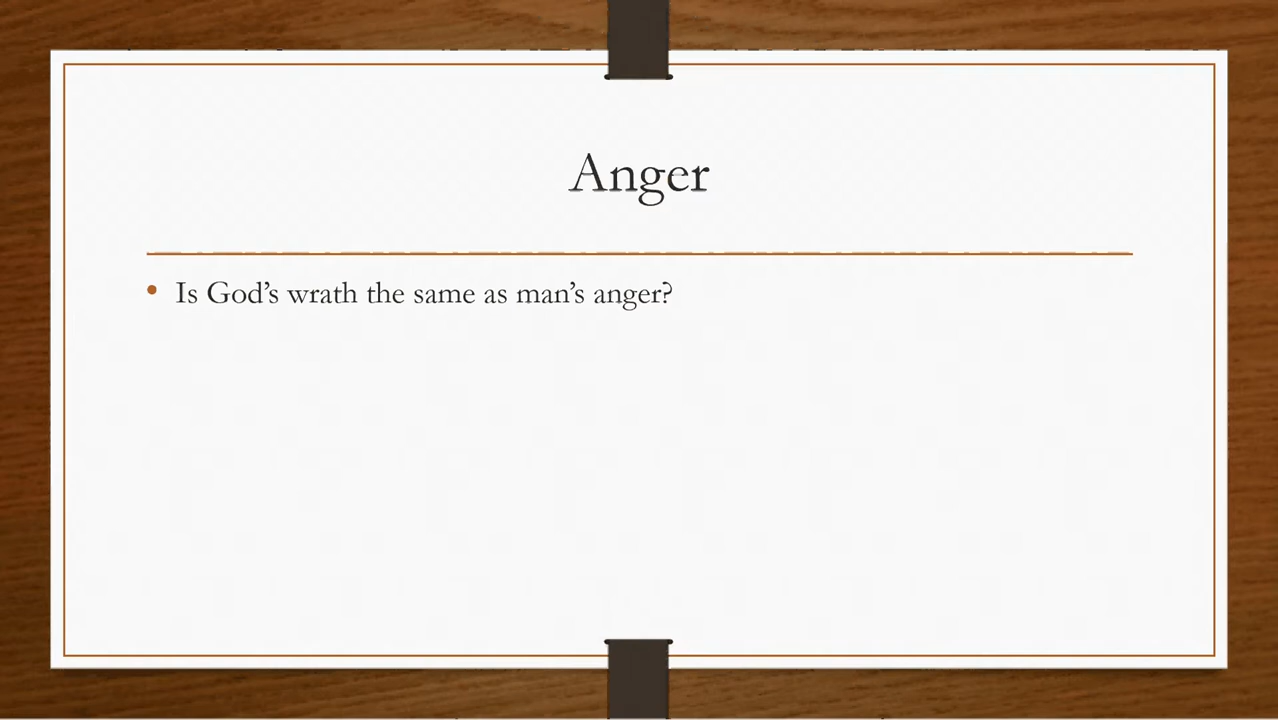 Anger
• Is God’s wrath the same as man’s anger?